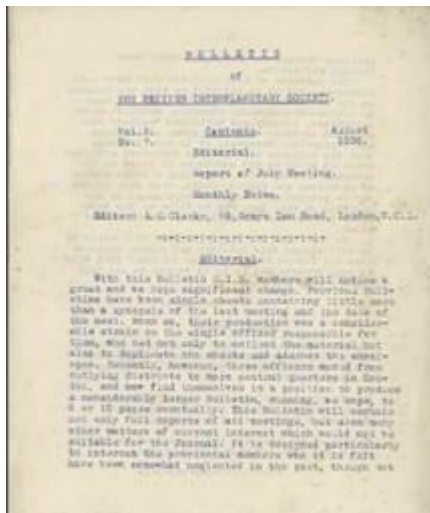 BULLETIN
of
THE BRITISH INTERPLANETARY SOCIETY.
Vol. Contents. August
No. 193
Editorial.
Report of July Meeting.
Monthly Notes.
Editor: A.C. Clarke, Grays Inn Road, London, W.C.1.
Editorial.
With this Bulletin B.I.S. members will notice a
great and we hope significant change. Previous Bull-
etins have been single sheets containing little more
than a synopsis of the last meeting and the date of
the next. Even so, their production was a consider-
able strain on the single officer responsible for
them, who had not only to collect the material but
also to duplicate the sheets and address the envel-
opes. Recently, however, three officers moved from
outlying districts to more central quarters in Lon-
don, and now find themselves in a position to produce
a considerably larger Bulletin, running, we hope, to
or 10 pages eventually. This Bulletin will contain
not only full reports of all meetings, but also many
other matters of current interest which would not be
suitable for the Journal. It is designed particularly
to interest the provincial members who it is felt
have been somewhat neglected in the past, though not